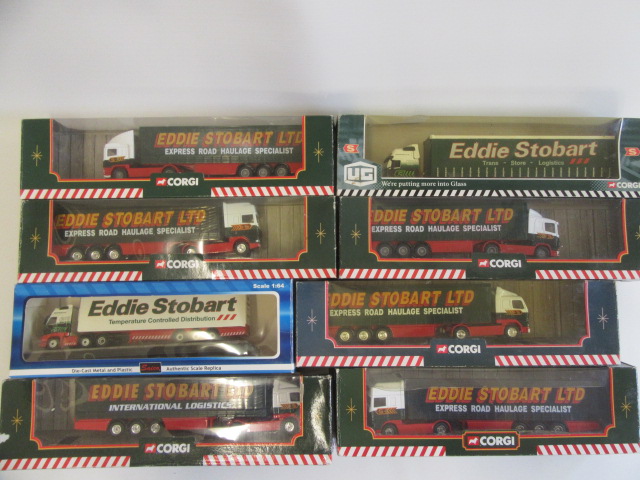 EDDIE STOBART LTD
EXPRESS ROAD HAULAGE SPECIALIST
CORGI
Eddie Stobart
Trans - Store - Logistics
UG
We're putting more into Glass
CORGI
EDDIE STOBART LTD
EXPRESS ROAD HAULAGE SPECIALIST
CORGI
EDDIE STOBART LTD
EXPRESS ROAD HAULAGE SPECIALIST
CORGI
Scale 1:64
Eddie Stobart
Temperature Controlled Distribution
Die-Cast Metal and Plastic
Authentic Scale Replica
EDDIE STOBART LTD
EXPRESS ROAD HAULAGE SPECIALIST
CORGI
EDDIE STOBART LTD
INTERNATIONAL LOGISTICS
CORGI
EDDIE STOBART LTD
EXPRESS ROAD HAULAGE SPECIALIST
CORGI